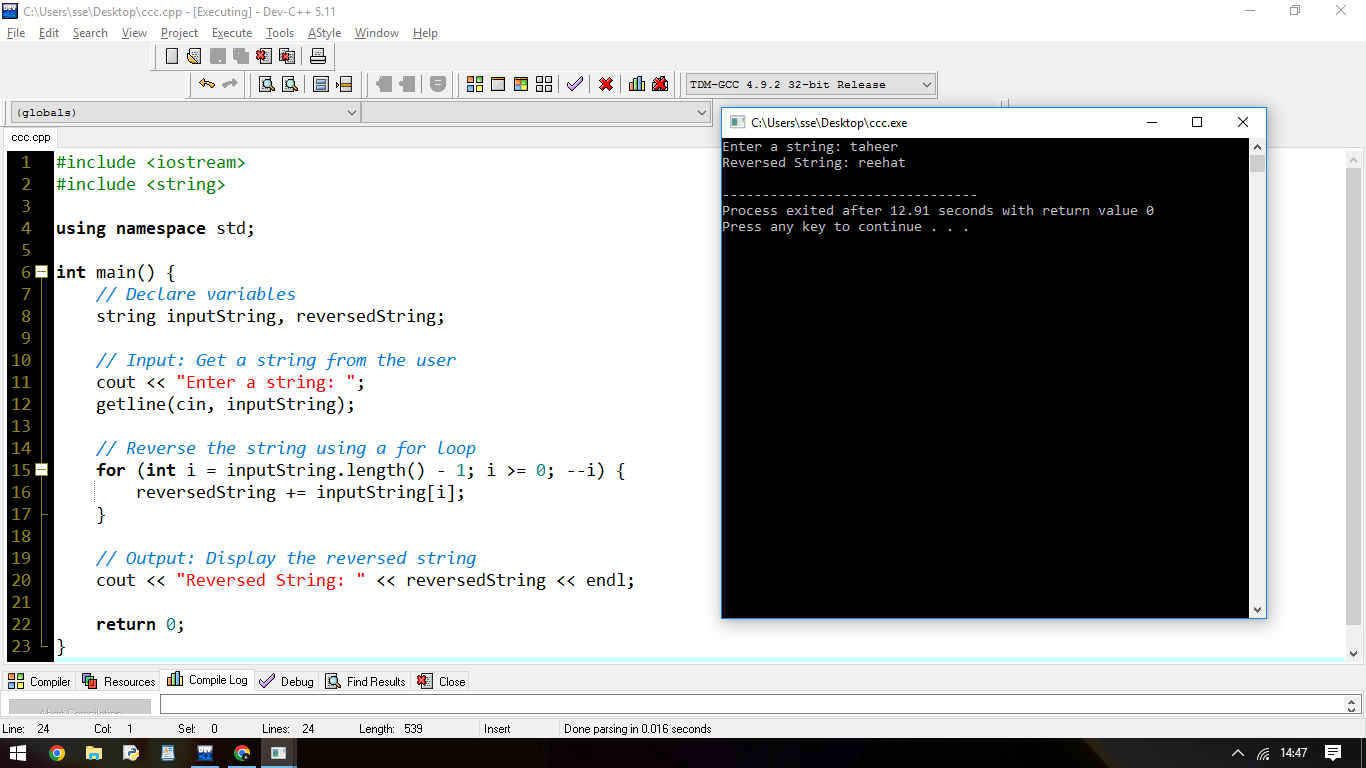 C:\Users\sse\Desktop\ccc.cpp - [Executing] - Dev-C++ 5.11
File Edit Search View Project Execute Tools AStyle Window Help
TDM-GCC 4.9.2 32-bit Release
(globals)
ccc.cpp
1 #include <iostream>
2 #include <string>
3
4 using namespace std;
5
6 int main() {
7 // Declare variables
8 string inputString, reversedString;
9
10 // Input: Get a string from the user
11 cout << "Enter a string: ";
12 getline(cin, inputString);
13
14 // Reverse the string using a for loop
15 for (int i = inputString.length() - 1; i >= 0; --i) {
16 reversedString += inputString[i];
17 }
18
19 // Output: Display the reversed string
20 cout << "Reversed String: " << reversedString << endl;
21
22 return 0;
23 }
C:\Users\sse\Desktop\ccc.exe
Enter a string: taheer
Reversed String: reehat
--------------------------------
Process exited after 12.91 seconds with return value 0
Press any key to continue . . .
Compiler Resources Compile Log Debug Find Results Close
Abort Compilation
Line: 24 Col: 1 Sel: 0 Lines: 24 Length: 539 Insert Done parsing in 0.016 seconds
14:47